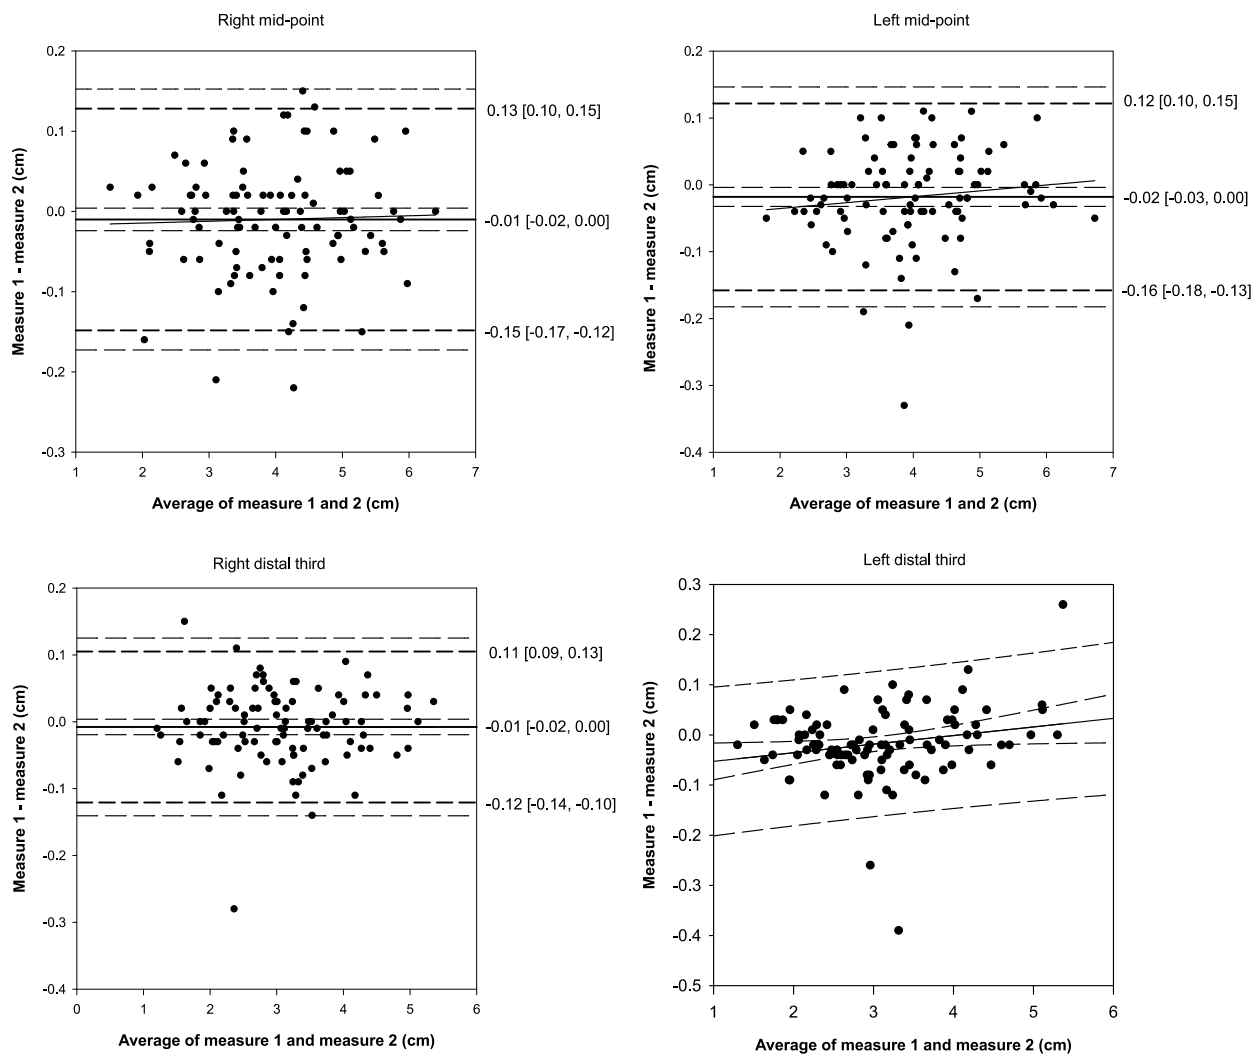 Right mid-point
0.2
0.1
0.0
-0.1
-0.2
-0.3
Measure 1 - measure 2 (cm)
0.13 [0.10, 0.15]
-0.01 [-0.02, 0.00]
-0.15 [-0.17, -0.12]
1 2 3 4 5 6 7
Average of measure 1 and 2 (cm)
Left mid-point
0.2
0.1
0.0
-0.1
-0.2
-0.3
-0.4
Measure 1 - measure 2 (cm)
0.12 [0.10, 0.15]
-0.02 [-0.03, 0.00]
-0.16 [-0.18, -0.13]
1 2 3 4 5 6 7
Average of measure 1 and 2 (cm)
Right distal third
0.2
0.1
0.0
-0.1
-0.2
-0.3
-0.4
Measure 1 - measure 2 (cm)
0.11 [0.09, 0.13]
-0.01 [-0.02, 0.00]
-0.12 [-0.14, -0.10]
0 1 2 3 4 5 6
Average of measure 1 and measure 2 (cm)
Left distal third
0.3
0.2
0.1
0.0
-0.1
-0.2
-0.3
-0.4
-0.5
Measure 1 - measure 2 (cm)
1 2 3 4 5 6
Average of measure 1 and measure 2 (cm)